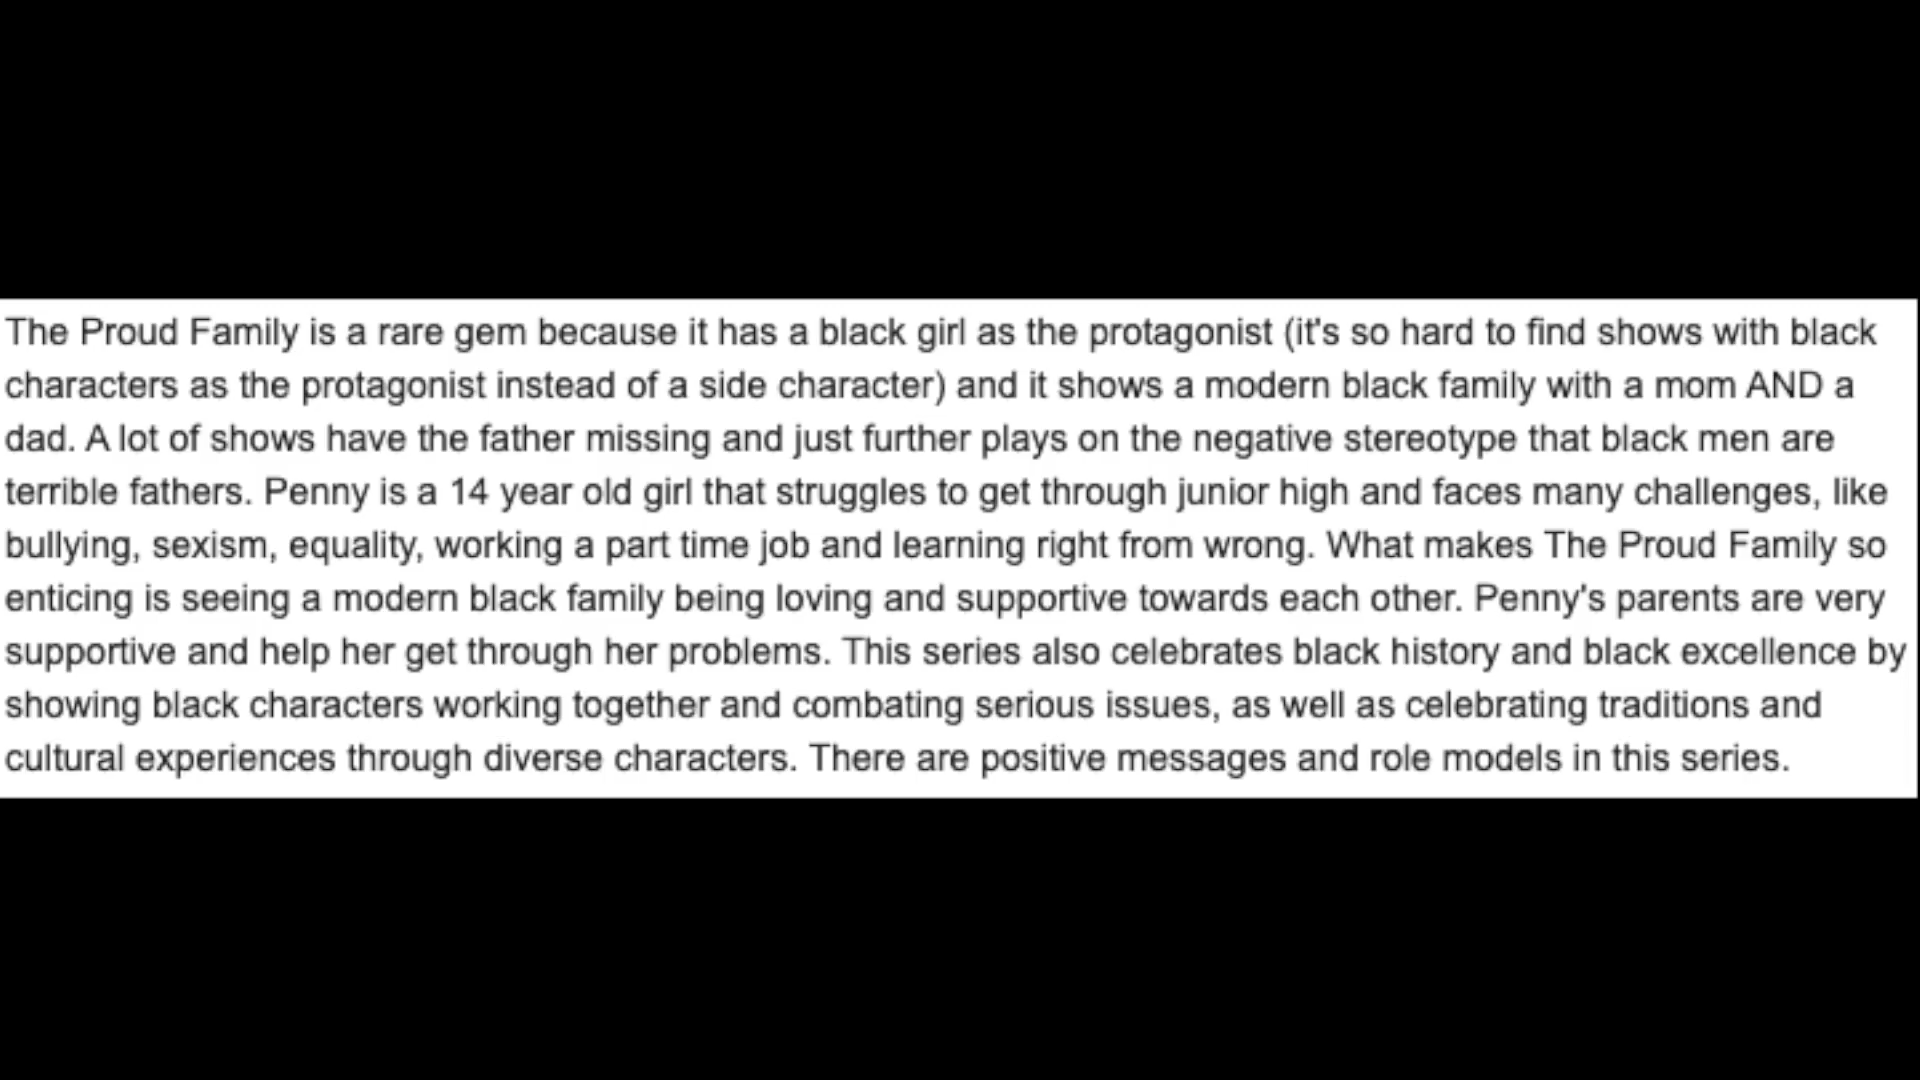 The Proud Family is a rare gem because it has a black girl as the protagonist (it's so hard to find shows with black
characters as the protagonist instead of a side character) and it shows a modern black family with a mom AND a
dad. A lot of shows have the father missing and just further plays on the negative stereotype that black men are
terrible fathers. Penny is a 14 year old girl that struggles to get through junior high and faces many challenges, like
bullying, sexism, equality, working a part time job and learning right from wrong. What makes The Proud Family so
enticing is seeing a modern black family being loving and supportive towards each other. Penny's parents are very
supportive and help her get through her problems. This series also celebrates black history and black excellence by
showing black characters working together and combating serious issues, as well as celebrating traditions and
cultural experiences through diverse characters. There are positive messages and role models in this series.